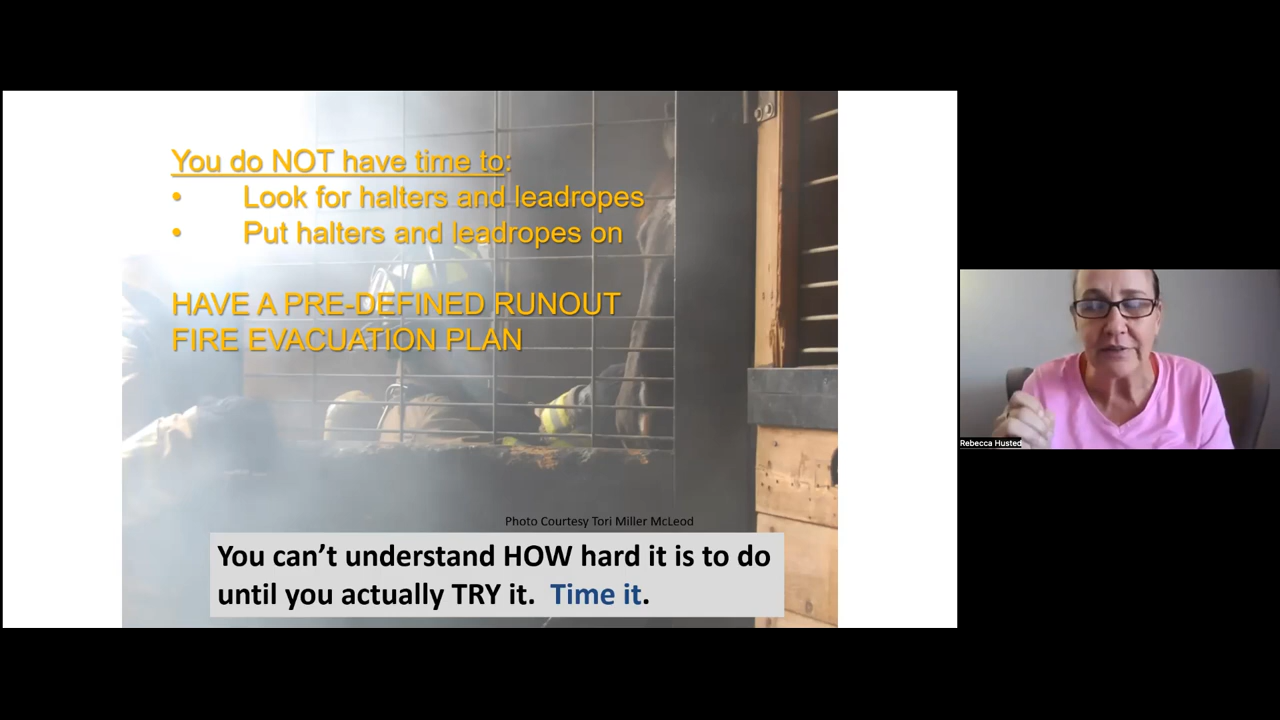 You do NOT have time to:
• Look for halters and leadropes
• Put halters and leadropes on
HAVE A PRE-DEFINED RUNOUT
FIRE EVACUATION PLAN
Photo Courtesy Tori Miller McLeod
You can’t understand HOW hard it is to do
until you actually TRY it. Time it.
Rebecca Husted